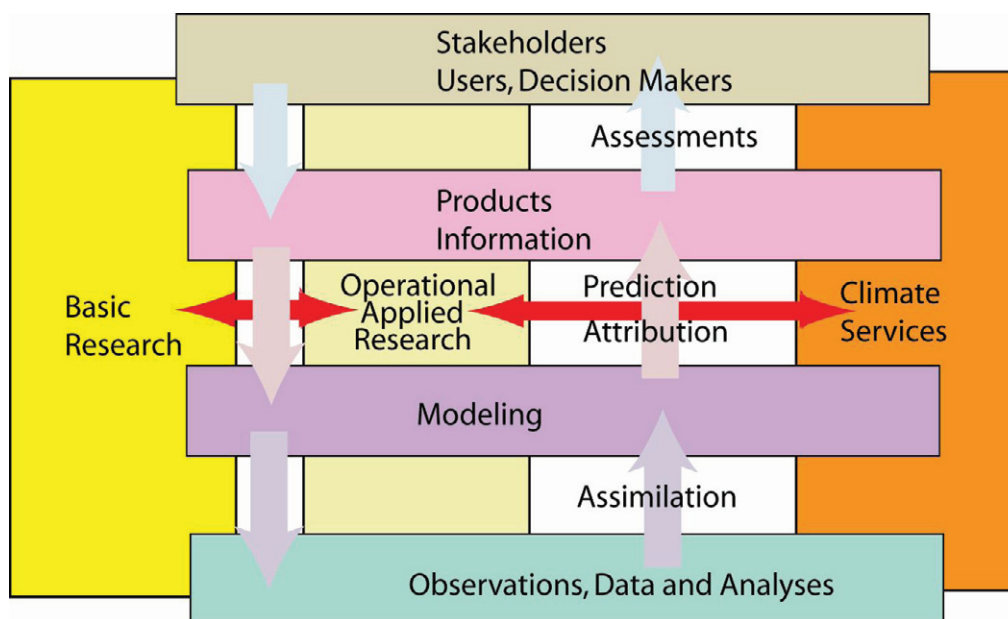 Stakeholders
Users, Decision Makers
Assessments
Products
Information
Basic
Research
Operational
Applied
Research
Prediction
Attribution
Climate
Services
Modeling
Assimilation
Observations, Data and Analyses